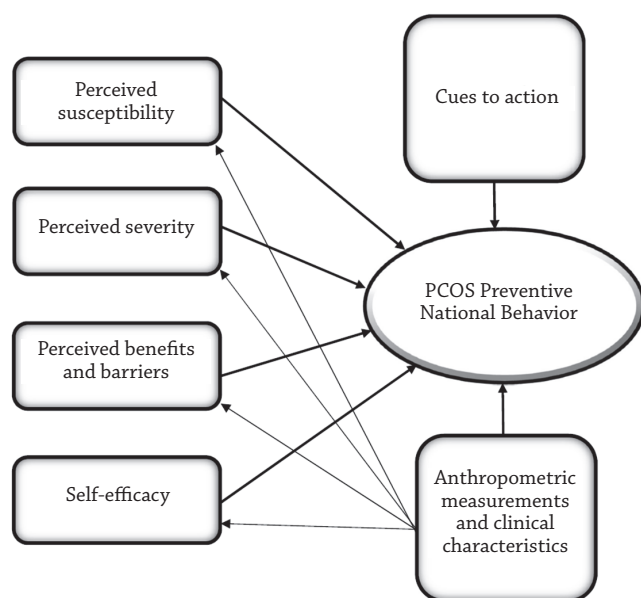 Perceived
susceptibility
Cues to action
Perceived severity
PCOS Preventive
National Behavior
Perceived benefits
and barriers
Self-efficacy
Anthropometric
measurements
and clinical
characteristics